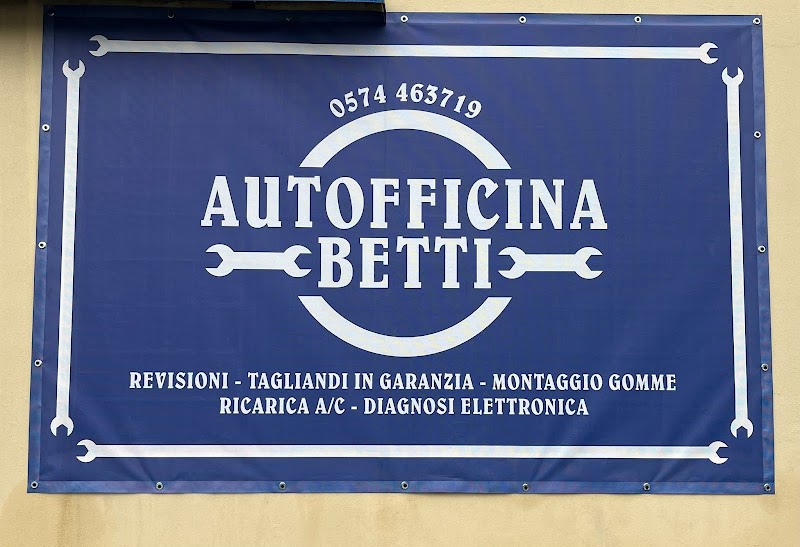 0574 463719
AUTOFFICINA
BETTI
REVISIONI - TAGLIANDI IN GARANZIA - MONTAGGIO GOMME
RICARICA A/C - DIAGNOSI ELETTRONICA